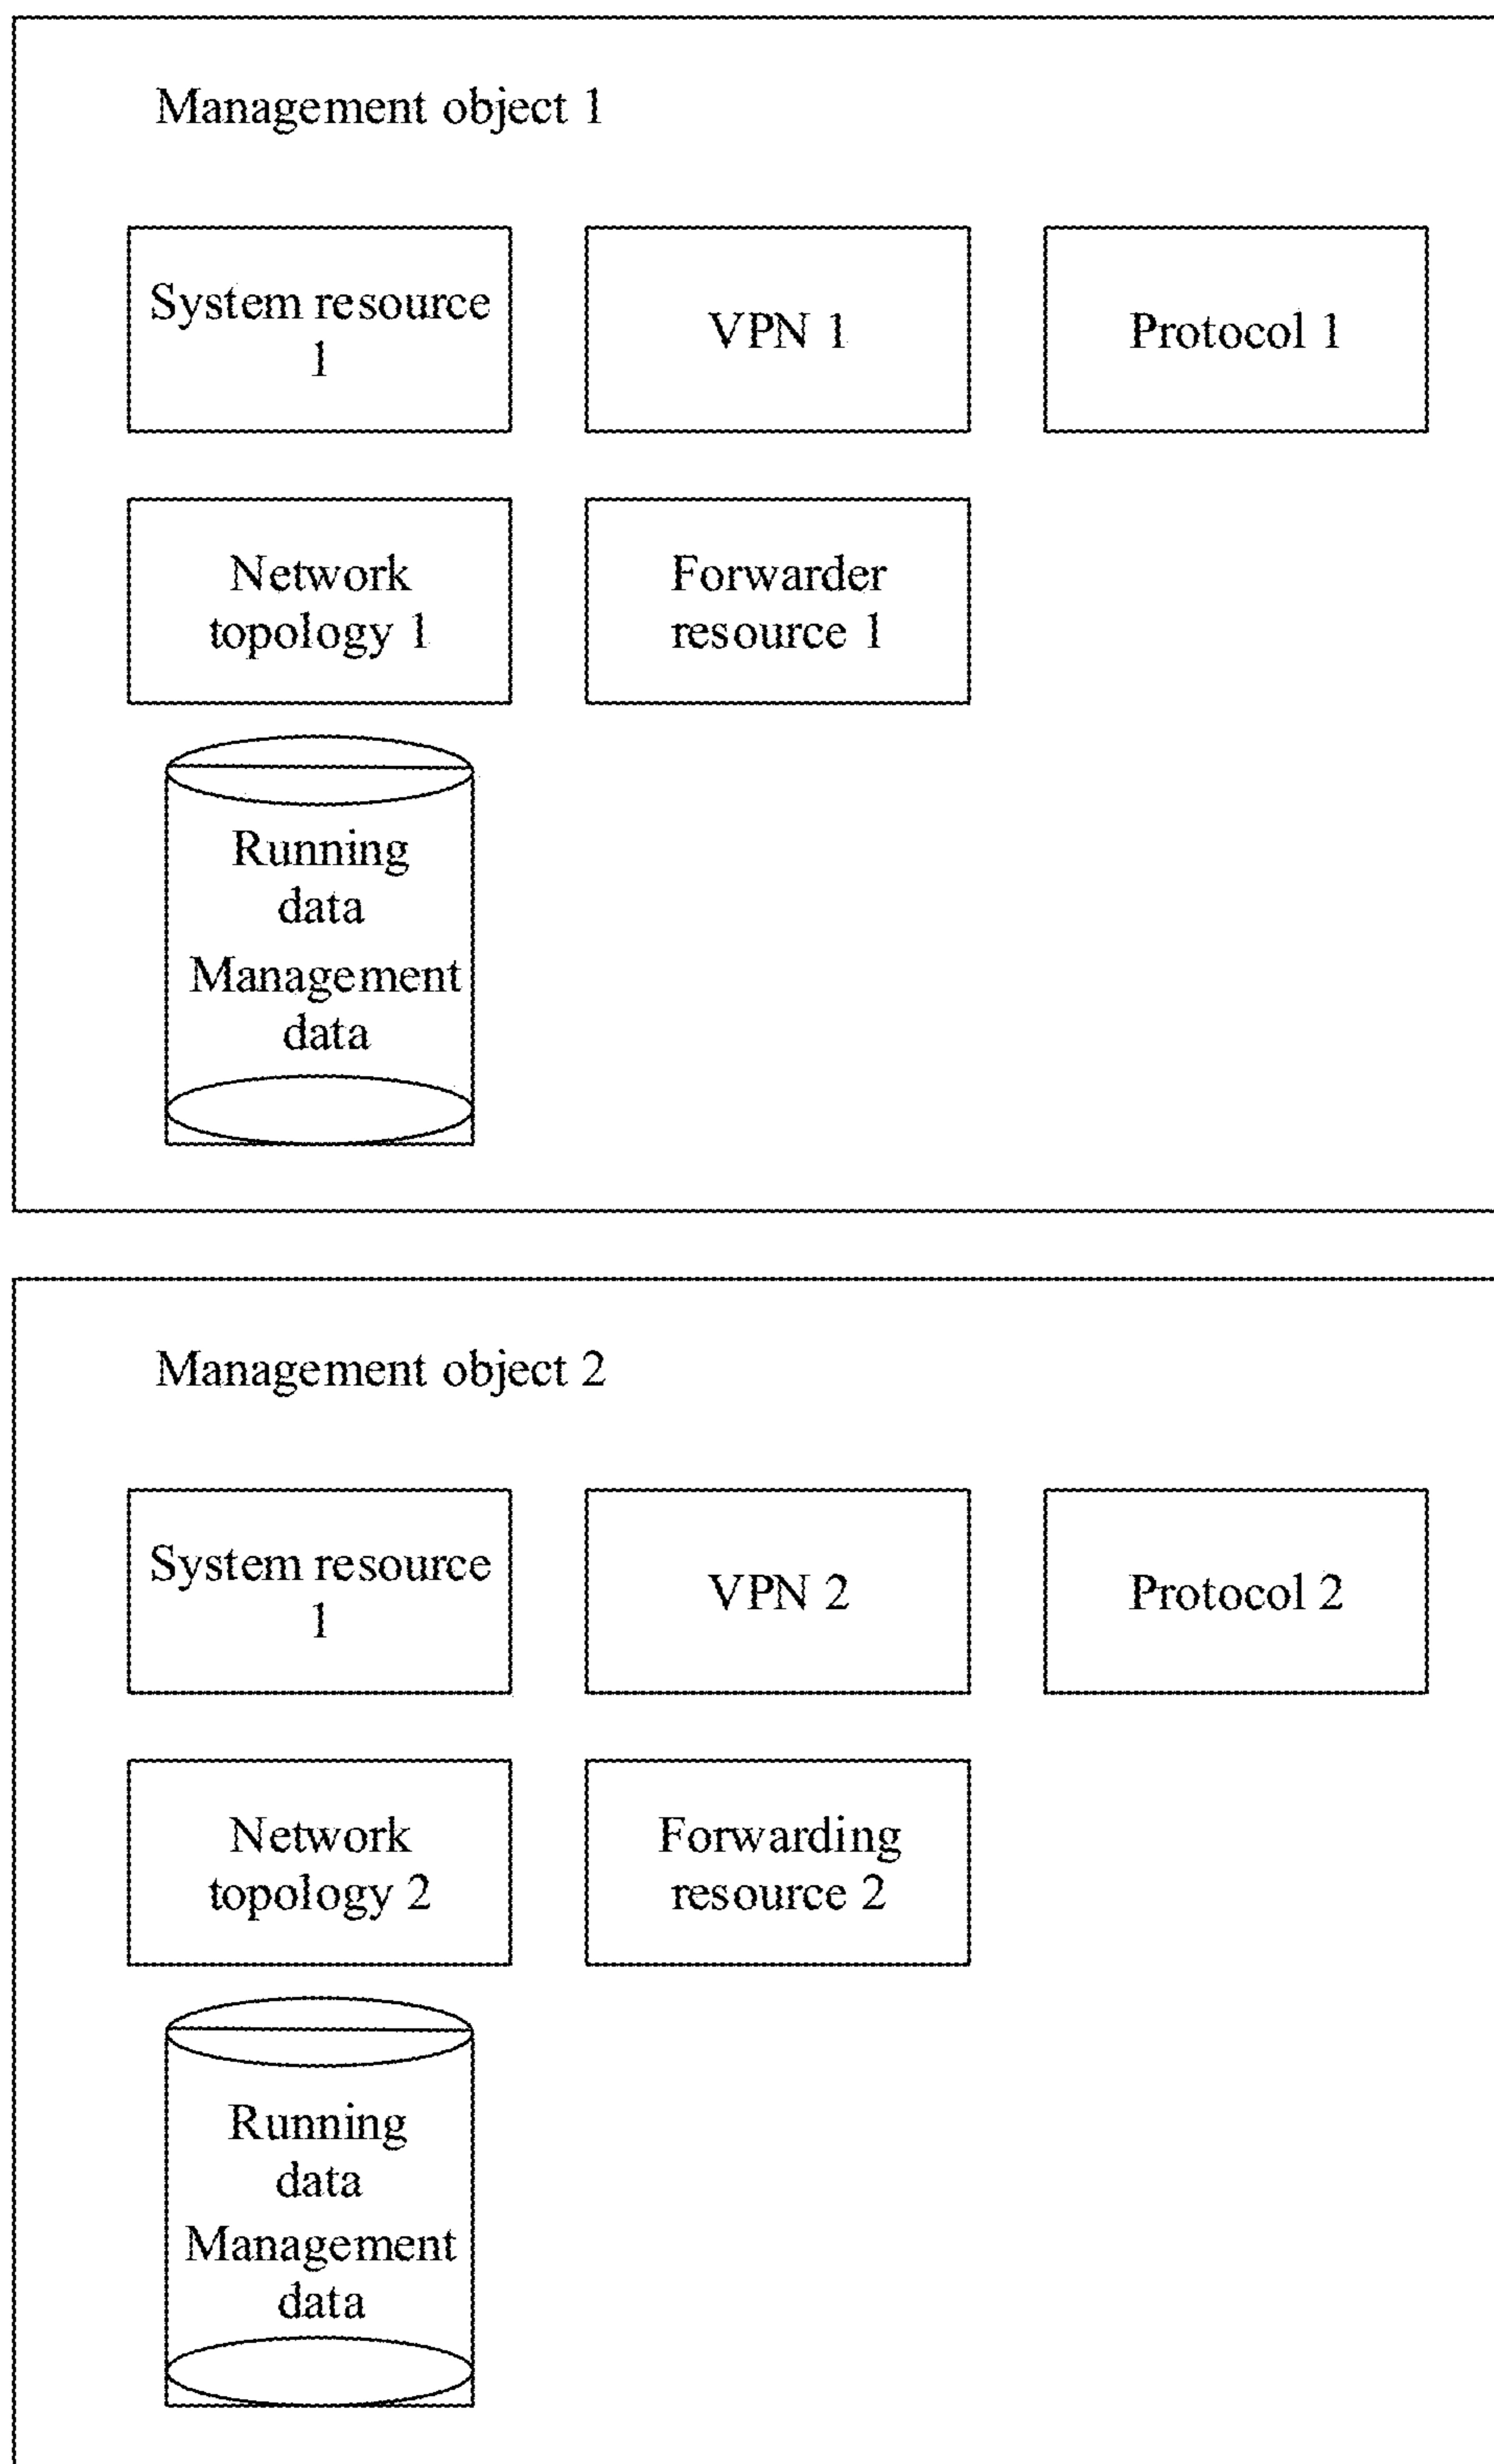 Management object 1
System resource
1
VPN 1
Protocol 1
Network
topology 1
Forwarder
resource 1
Running
data
Management
data
Management object 2
System resource
1
VPN 2
Protocol 2
Network
topology 2
Forwarding
resource 2
Running
data
Management
data